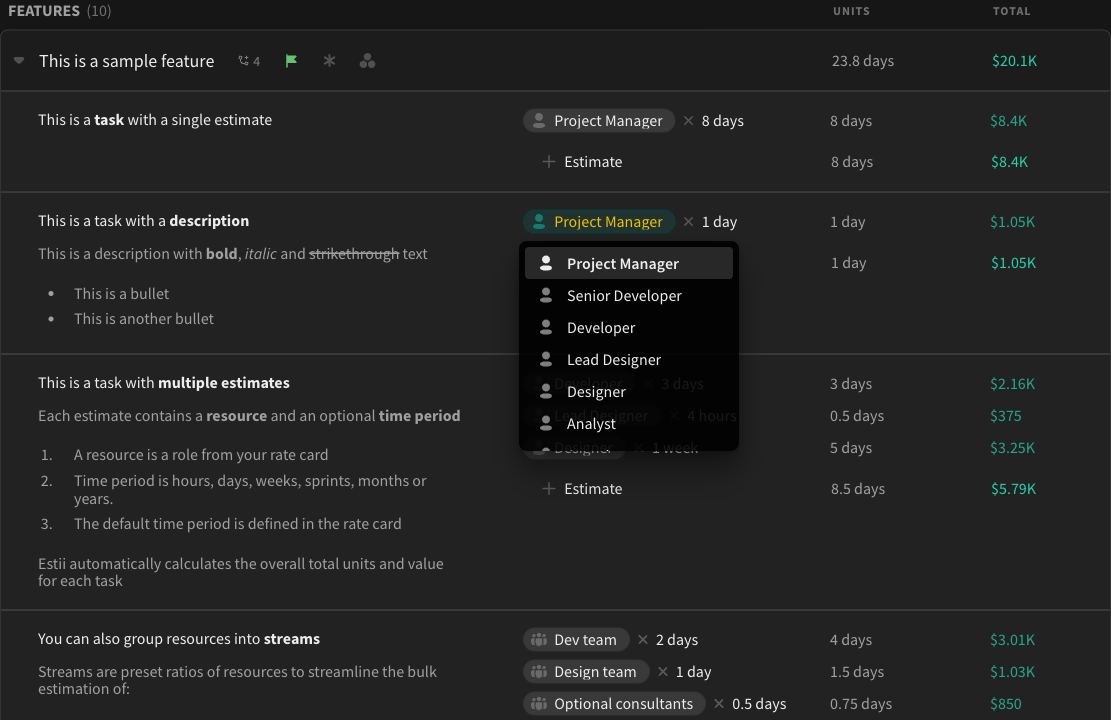 FEATURES (10) UNITS TOTAL
This is a sample feature 4 23.8 days $20.1K
This is a task with a single estimate Project Manager × 8 days 8 days $8.4K
Estimate 8 days $8.4K
This is a task with a description Project Manager × 1 day 1 day $1.05K
This is a description with bold, italic and strikethrough text
Project Manager 1 day $1.05K
This is a bullet
Senior Developer
This is another bullet
Developer
Lead Designer
This is a task with multiple estimates Developer × 3 days 3 days $2.16K
Designer
Each estimate contains a resource and an optional time period Lead Designer × 4 hours 0.5 days $375
Analyst
1. A resource is a role from your rate card Designer × 1 week 5 days $3.25K
2. Time period is hours, days, weeks, sprints, months or
years.
Estimate 8.5 days $5.79K
3. The default time period is defined in the rate card
Estii automatically calculates the overall total units and value
for each task
You can also group resources into streams Dev team × 2 days 4 days $3.01K
Streams are preset ratios of resources to streamline the bulk
estimation of:
Design team × 1 day 1.5 days $1.03K
Optional consultants × 0.5 days 0.75 days $850